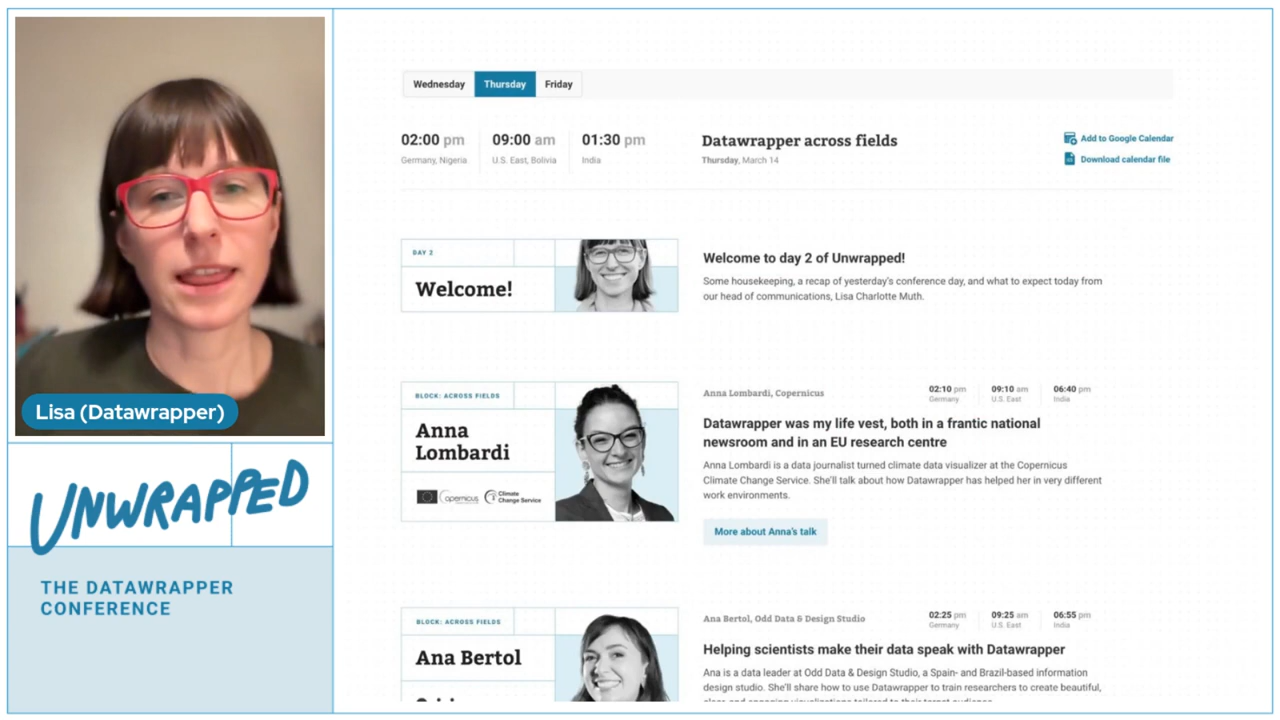 Lisa (Datawrapper)
UNWRAPPED
THE DATAWRAPPER
CONFERENCE
Wednesday
Thursday
Friday
02:00 pm
Germany, Nigeria
09:00 am
U.S. East, Bolivia
01:30 pm
India
Datawrapper across fields
Thursday, March 14
Add to Google Calendar
Download calendar file
DAY 2
Welcome!
Welcome to day 2 of Unwrapped!
Some housekeeping, a recap of yesterday's conference day, and what to expect today from
our head of communications, Lisa Charlotte Muth.
BLOCK: ACROSS FIELDS
Anna
Lombardi
opernicus
Climate
Change Service
Anna Lombardi, Copernicus
02:10 pm
Germany
09:10 am
U.S. East
06:40 pm
India
Datawrapper was my life vest, both in a frantic national
newsroom and in an EU research centre
Anna Lombardi is a data journalist turned climate data visualizer at the Copernicus
Climate Change Service. She'll talk about how Datawrapper has helped her in very different
work environments.
More about Anna's talk
BLOCK: ACROSS FIELDS
Ana Bertol
Ana Bertol, Odd Data & Design Studio
02:25 pm
Germany
09:25 am
U.S. East
06:55 pm
India
Helping scientists make their data speak with Datawrapper
Ana is a data leader at Odd Data & Design Studio, a Spain- and Brazil-based information
design studio. She'll share how to use Datawrapper to train researchers to create beautiful,